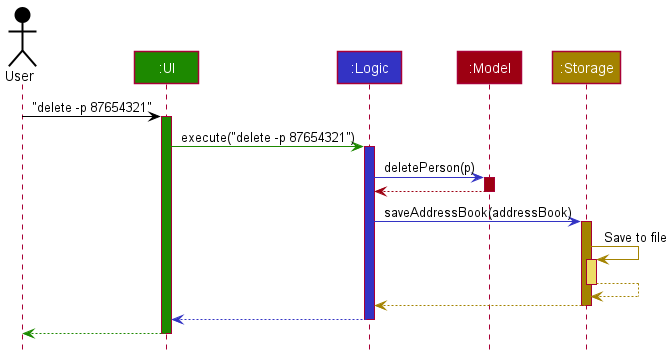 User
:UI
:Logic
:Model
:Storage
"delete -p 87654321"
execute("delete -p 87654321")
deletePerson(p)
saveAddressBook(addressBook)
Save to file